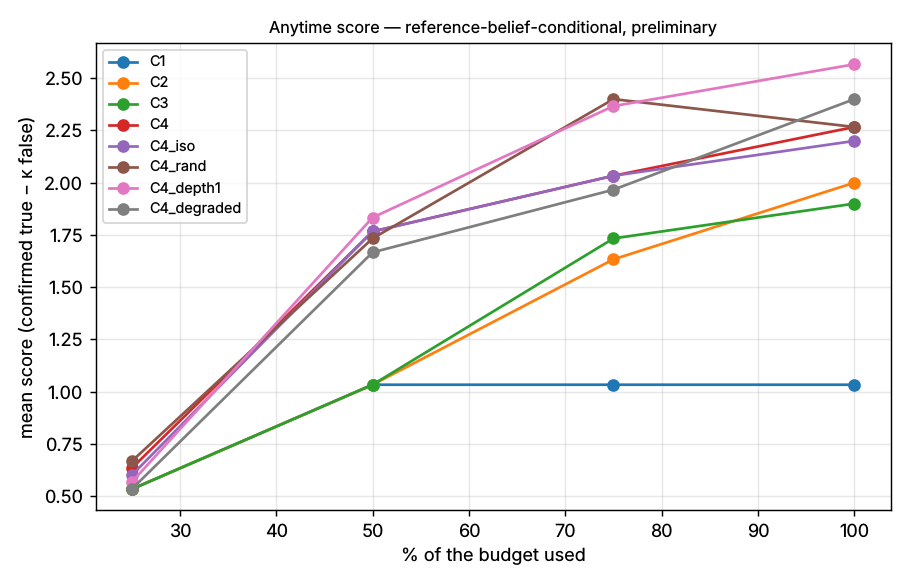 Anytime score — reference-belief-conditional, preliminary
C1
C2
C3
C4
C4_iso
C4_rand
C4_depth1
C4_degraded
mean score (confirmed true − κ false)
2.50
2.25
2.00
1.75
1.50
1.25
1.00
0.75
0.50
30 40 50 60 70 80 90 100
% of the budget used